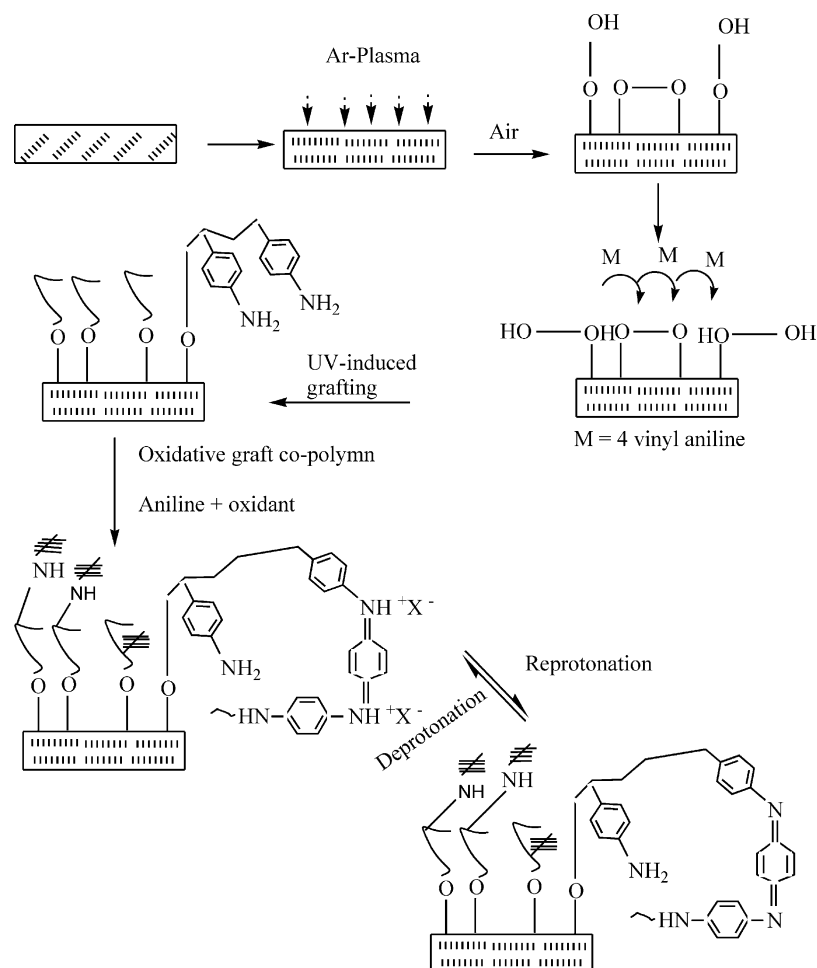 OH
OH
Ar-Plasma
O
O
O
O
Air
M
M
M
NH2
NH2
O
O
O
O
HO
OH
HO
O
HO
OH
UV-induced
grafting
M = 4 vinyl aniline
Oxidative graft co-polymn
Aniline + oxidant
NH
NH
NH +X -
NH2
O
O
O
O
HN
NH +X -
Reprotonation
Deprotonation
NH
NH
N
NH2
O
O
O
O
HN
N